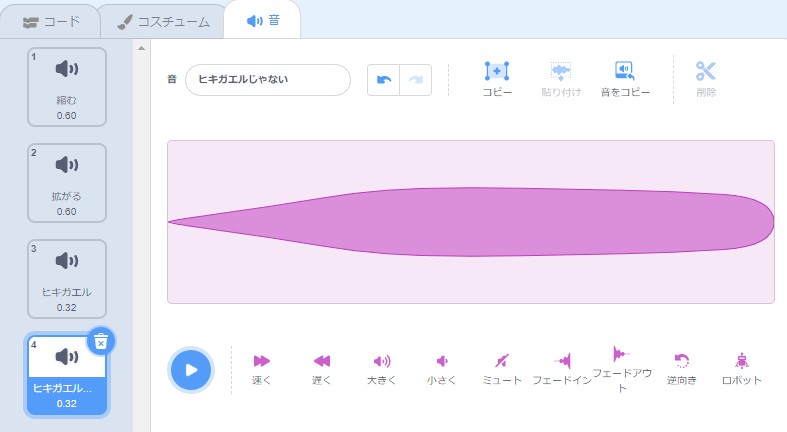 コード
コスチューム
音
1
縮む
0.60
2
拡がる
0.60
3
ヒキガエル
0.32
4
ヒキガエル...
0.32
音
ヒキガエルじゃない
コピー
貼り付け
音をコピー
削除
速く
遅く
大きく
小さく
ミュート
フェードイン
フェードアウ
ト
逆向き
ロボット